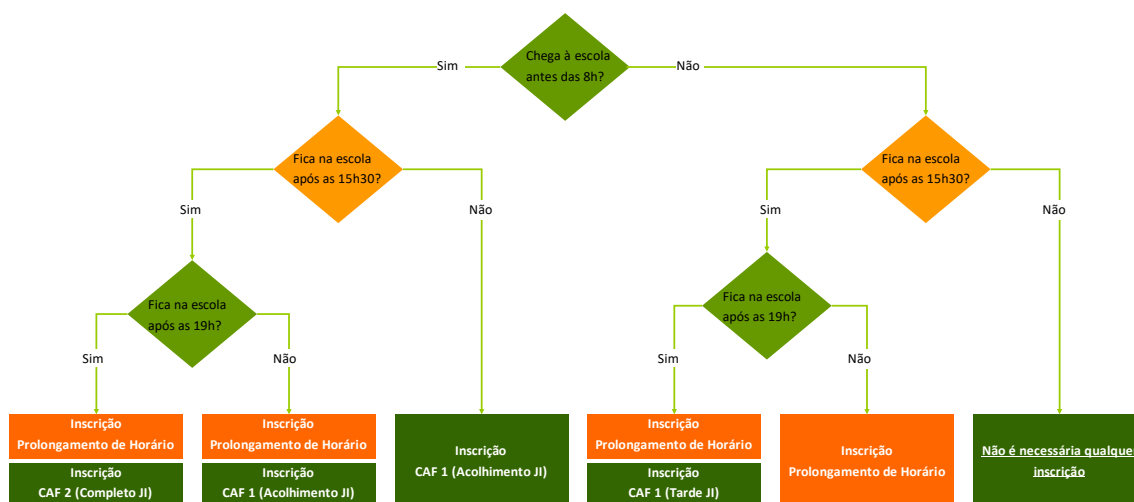 Chega à escola
antes das 8h?
Sim
Não
Fica na escola
após as 15h30?
Fica na escola
após as 15h30?
Sim
Não
Sim
Não
Fica na escola
após as 19h?
Fica na escola
após as 19h?
Sim
Não
Sim
Não
Inscrição
Prolongamento de Horário
Inscrição
CAF 2 (Completo JI)
Inscrição
Prolongamento de Horário
Inscrição
CAF 1 (Acolhimento JI)
Inscrição
CAF 1 (Acolhimento JI)
Inscrição
Prolongamento de Horário
Inscrição
CAF 1 (Tarde JI)
Inscrição
Prolongamento de Horário
Não é necessária qualquer
inscrição